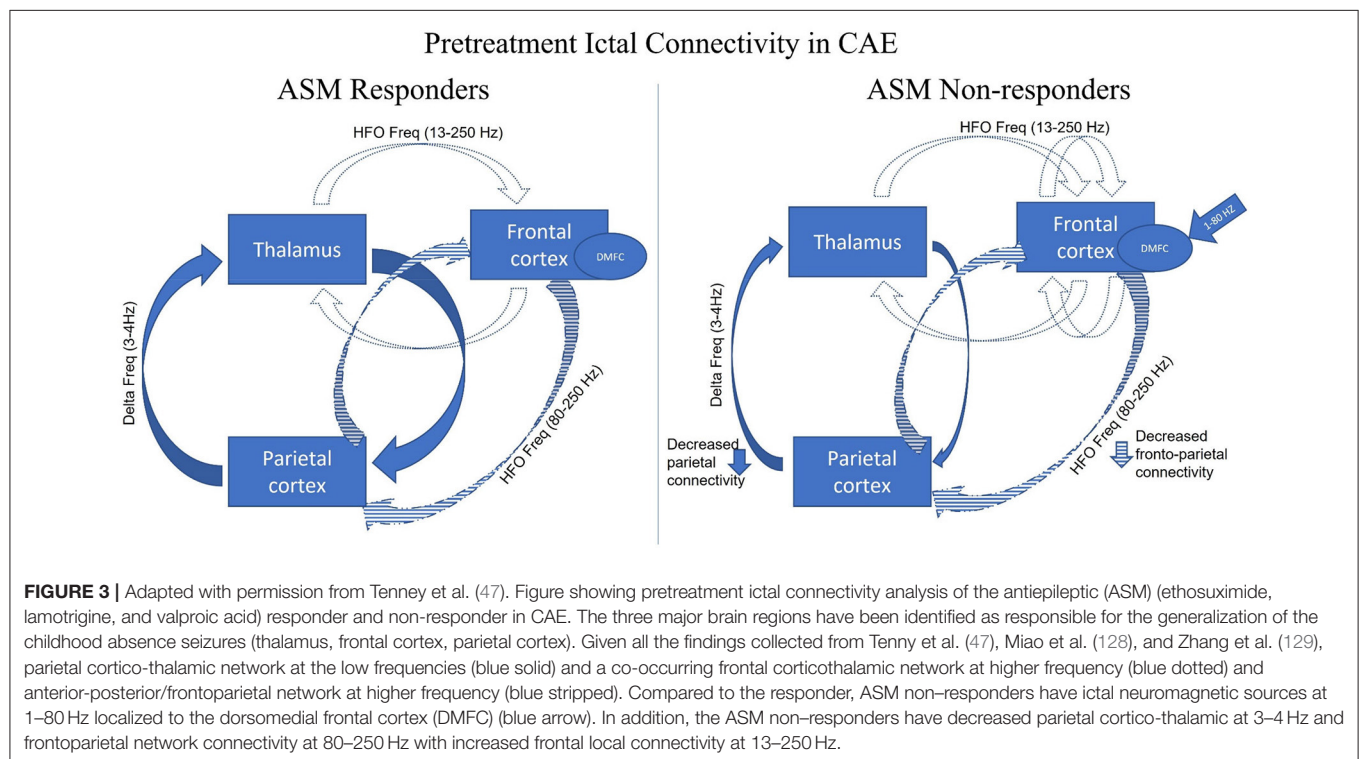 Pretreatment Ictal Connectivity in CAE
ASM Responders
HFO Freq (13-250 Hz)
Thalamus
Frontal
cortex
DMFC
Delta Freq (3-4Hz)
HFO Freq (80-250 Hz)
Parietal
cortex
ASM Non-responders
HFO Freq (13-250 Hz)
Thalamus
Frontal
cortex
DMFC
1-80 HZ
Delta Freq (3-4Hz)
HFO Freq (80-250 Hz)
Decreased
parietal
connectivity
Parietal
cortex
Decreased
fronto-parietal
connectivity
FIGURE 3 | Adapted with permission from Tenney et al. (47). Figure showing pretreatment ictal connectivity analysis of the antiepileptic (ASM) (ethosuximide,
lamotrigine, and valproic acid) responder and non-responder in CAE. The three major brain regions have been identified as responsible for the generalization of the
childhood absence seizures (thalamus, frontal cortex, parietal cortex). Given all the findings collected from Tenny et al. (47), Miao et al. (128), and Zhang et al. (129),
parietal cortico-thalamic network at the low frequencies (blue solid) and a co-occurring frontal corticothalamic network at higher frequency (blue dotted) and
anterior-posterior/frontoparietal network at higher frequency (blue stripped). Compared to the responder, ASM non–responders have ictal neuromagnetic sources at
1–80 Hz localized to the dorsomedial frontal cortex (DMFC) (blue arrow). In addition, the ASM non–responders have decreased parietal cortico-thalamic at 3–4 Hz and
frontoparietal network connectivity at 80–250 Hz with increased frontal local connectivity at 13–250 Hz.